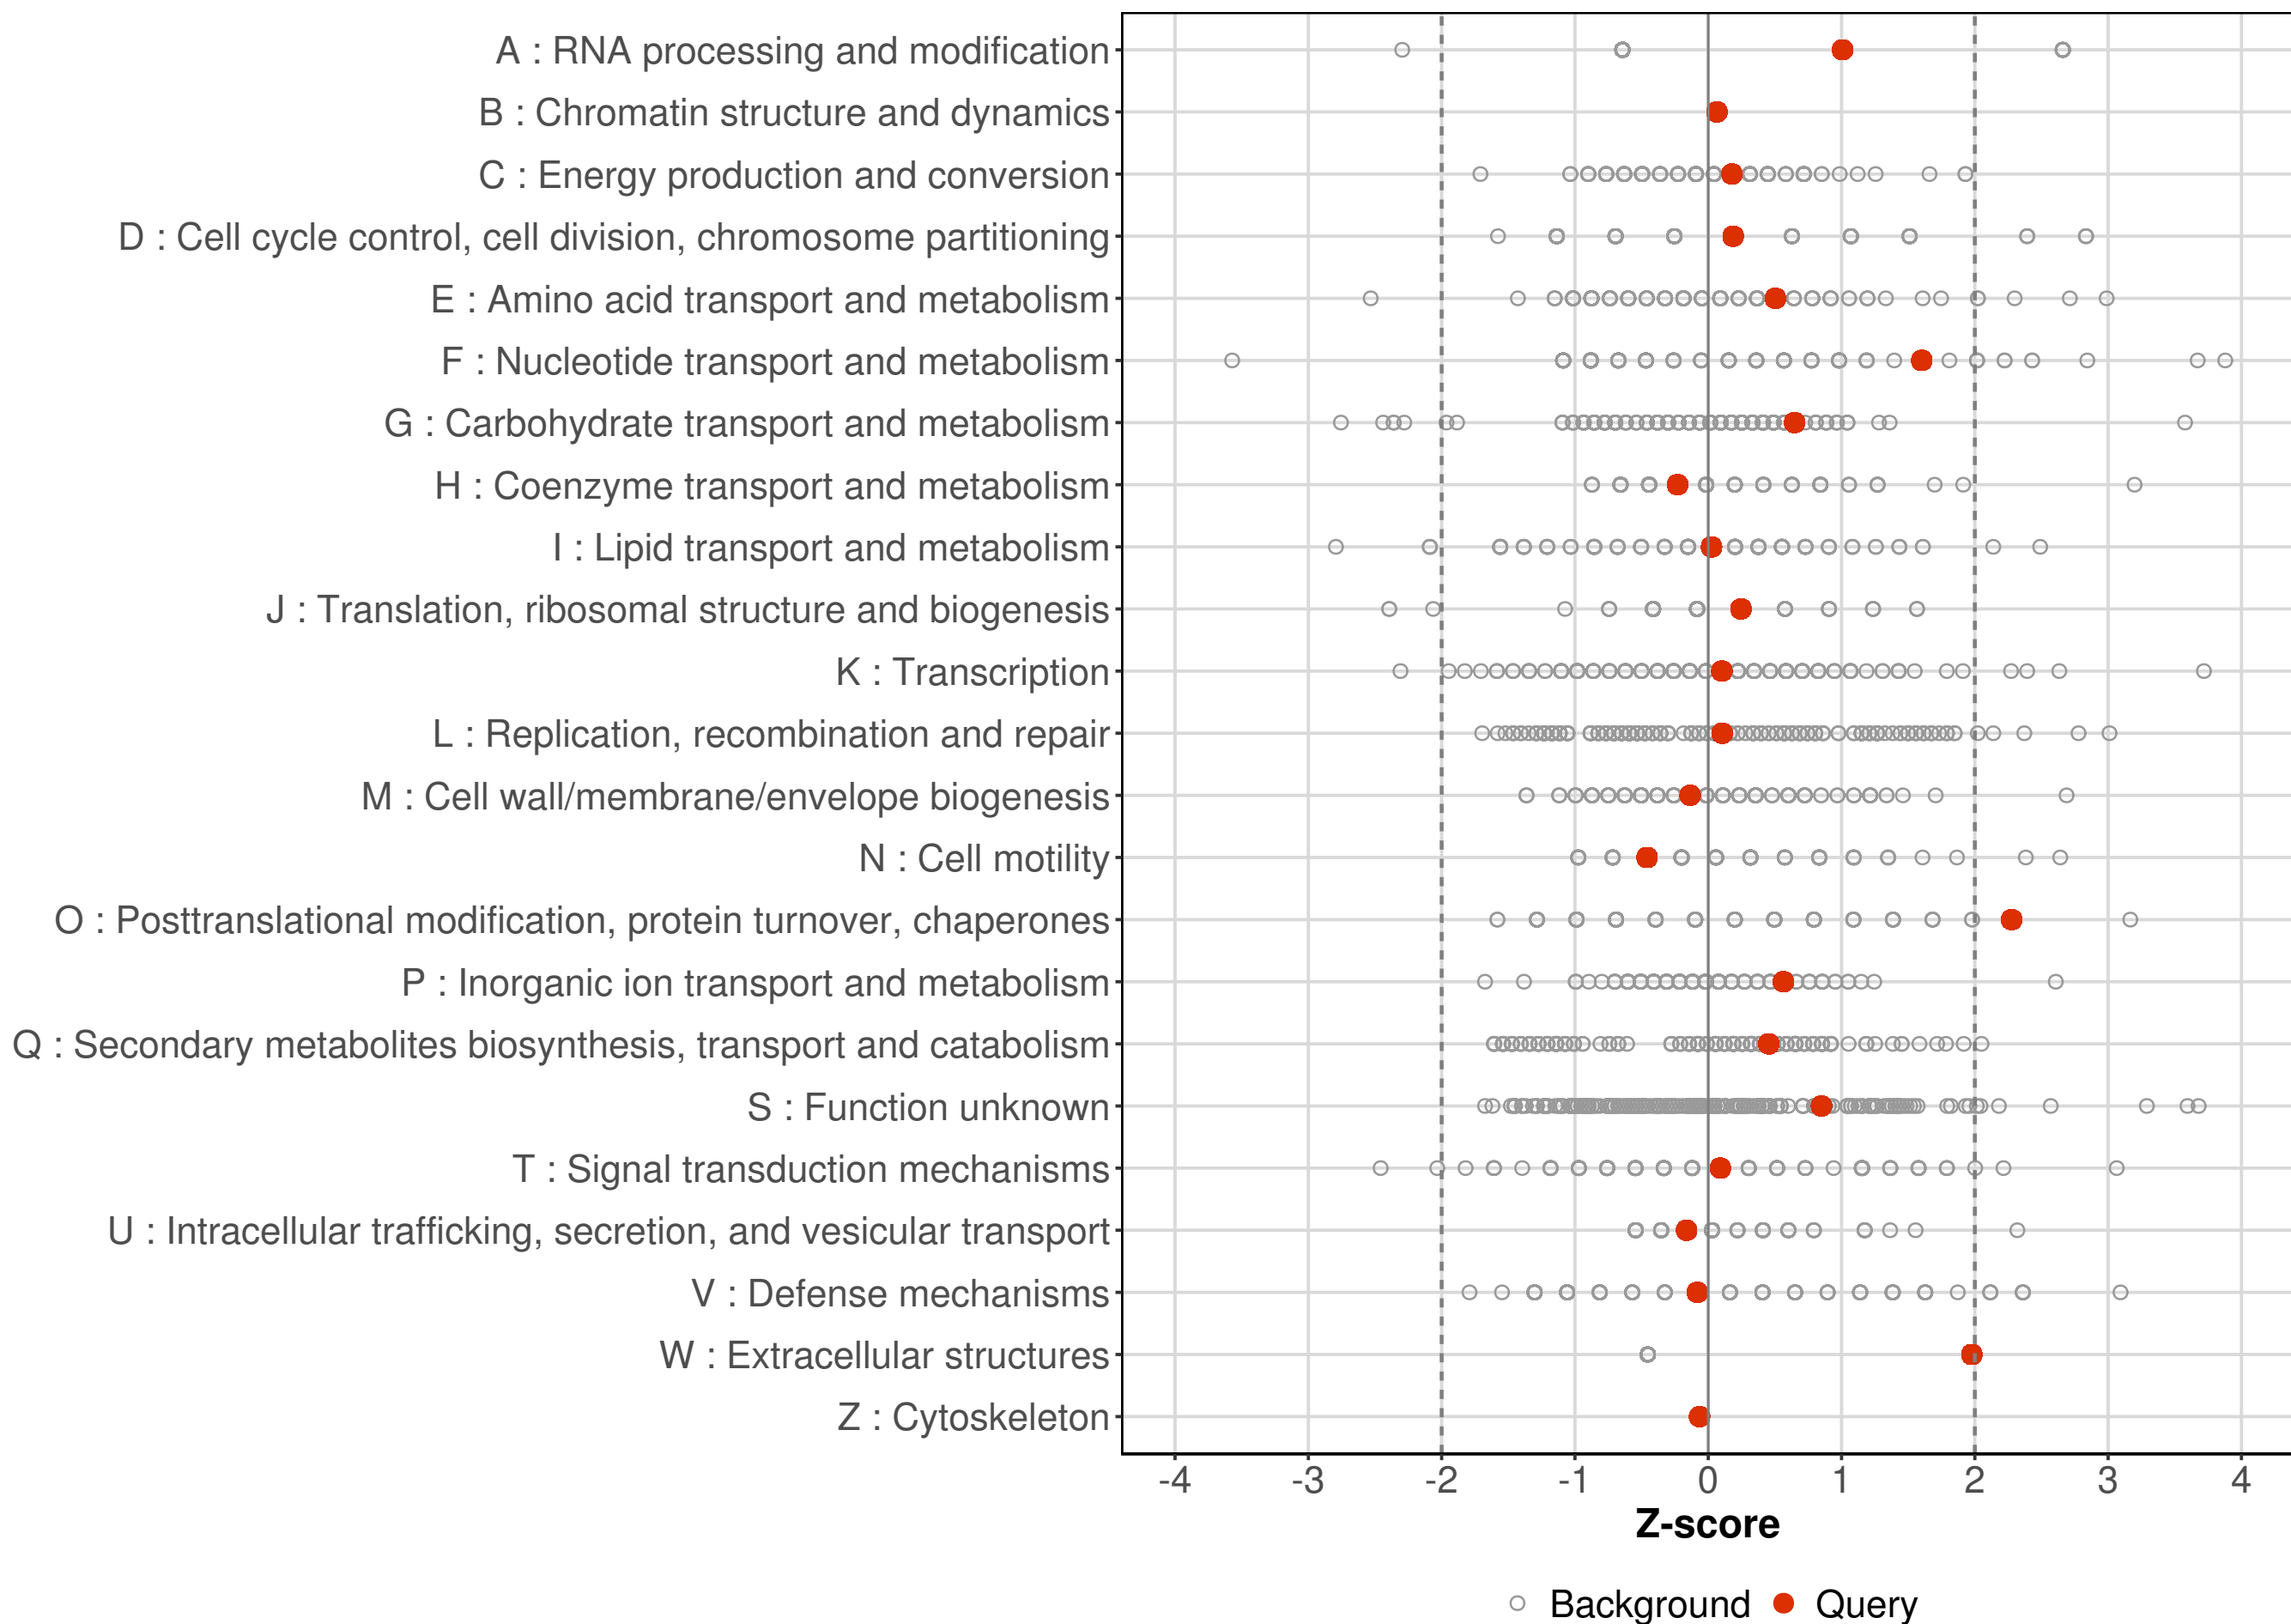 A : RNA processing and modification
B : Chromatin structure and dynamics
C : Energy production and conversion
D : Cell cycle control, cell division, chromosome partitioning
E : Amino acid transport and metabolism
F : Nucleotide transport and metabolism
G : Carbohydrate transport and metabolism
H : Coenzyme transport and metabolism
I : Lipid transport and metabolism
J : Translation, ribosomal structure and biogenesis
K : Transcription
L : Replication, recombination and repair
M : Cell wall/membrane/envelope biogenesis
N : Cell motility
O : Posttranslational modification, protein turnover, chaperones
P : Inorganic ion transport and metabolism
Q : Secondary metabolites biosynthesis, transport and catabolism
S : Function unknown
T : Signal transduction mechanisms
U : Intracellular trafficking, secretion, and vesicular transport
V : Defense mechanisms
W : Extracellular structures
Z : Cytoskeleton
-4 -3 -2 -1 0 1 2 3 4
Z-score
Background Query